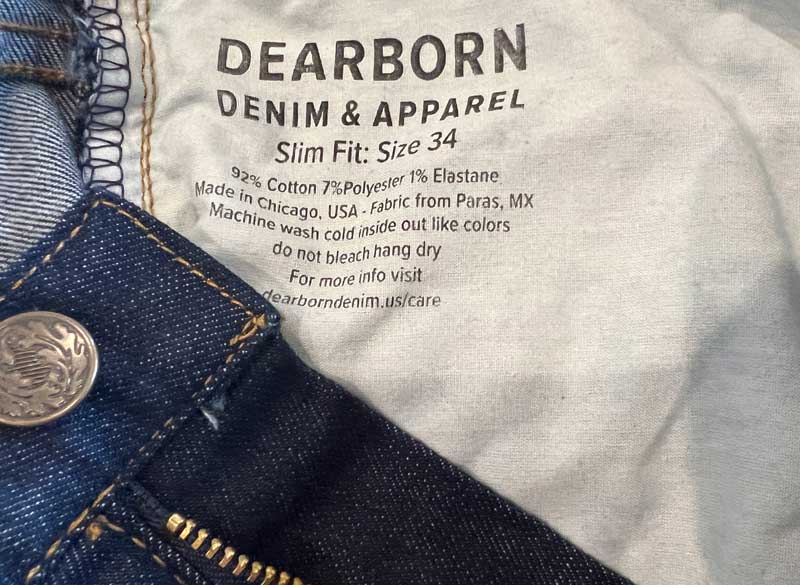 DEARBORN
DENIM & APPAREL
Slim Fit: Size 34
92% Cotton 7%Polyester 1% Elastane
Made in Chicago, USA - Fabric from Paras, MX
Machine wash cold inside out like colors
do not bleach hang dry
For more info visit
dearborndenim.us/care